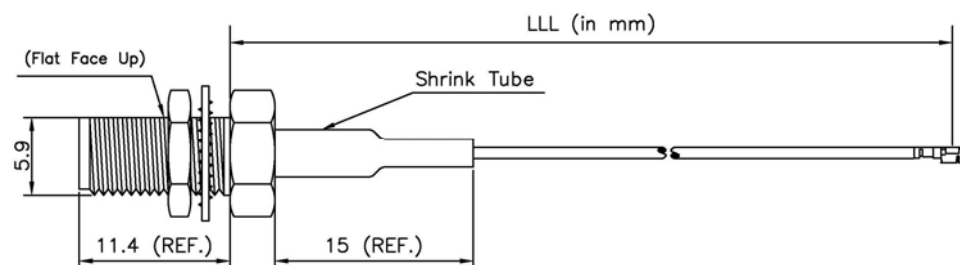 LLL (in mm)
(Flat Face Up)
Shrink Tube
5.9
11.4 (REF.)
15 (REF.)